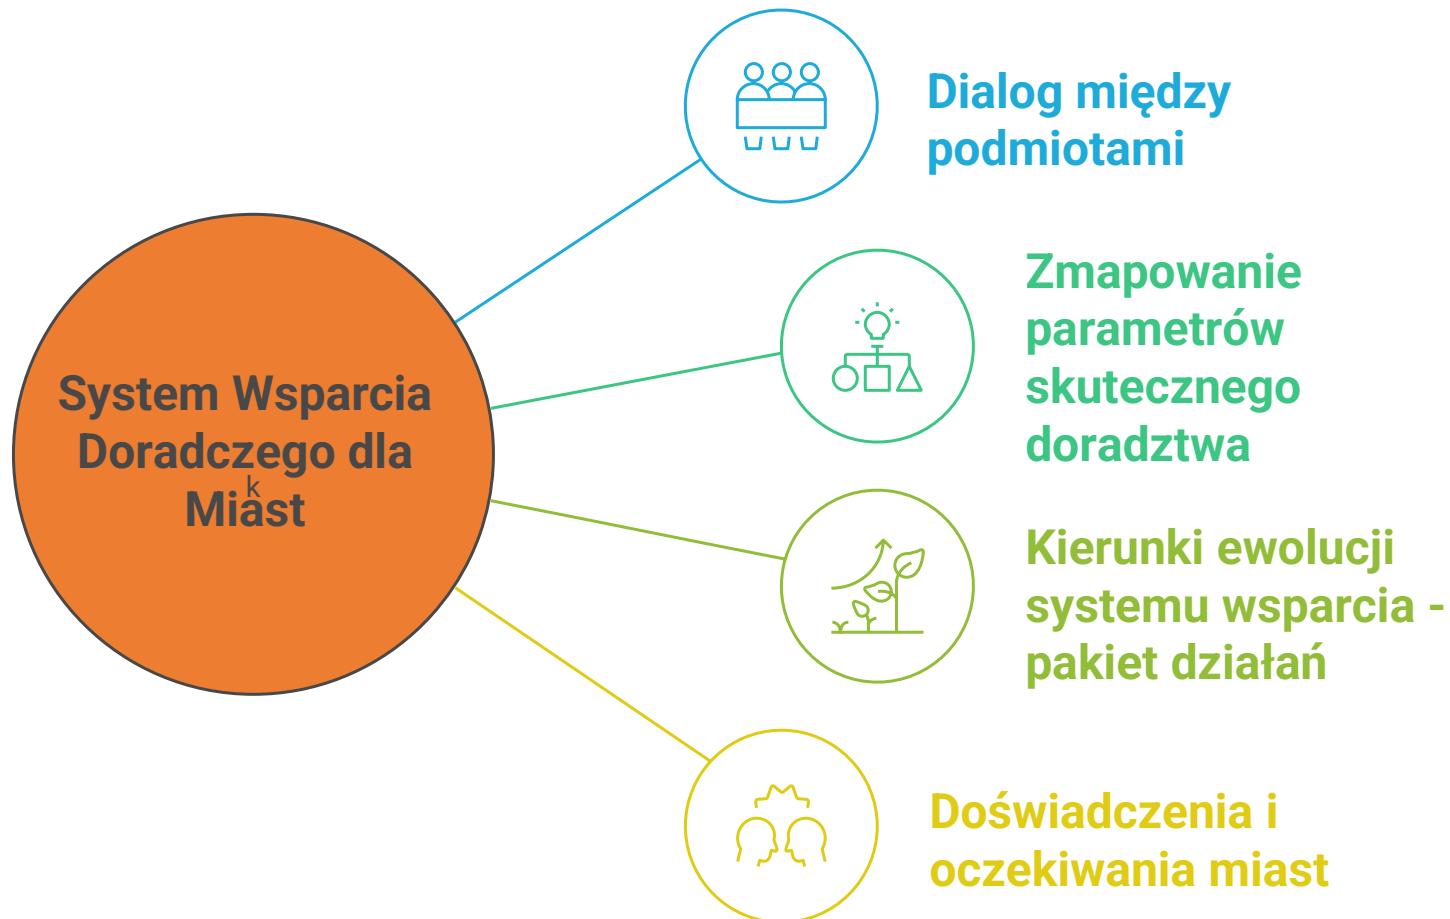 Dialog między
podmiotami
Zmapowanie
parametrów
skutecznego
doradztwa
System Wsparcia
Doradczego dla
k
Miast
Kierunki ewolucji
systemu wsparcia -
pakiet działań
Doświadczenia i
oczekiwania miast